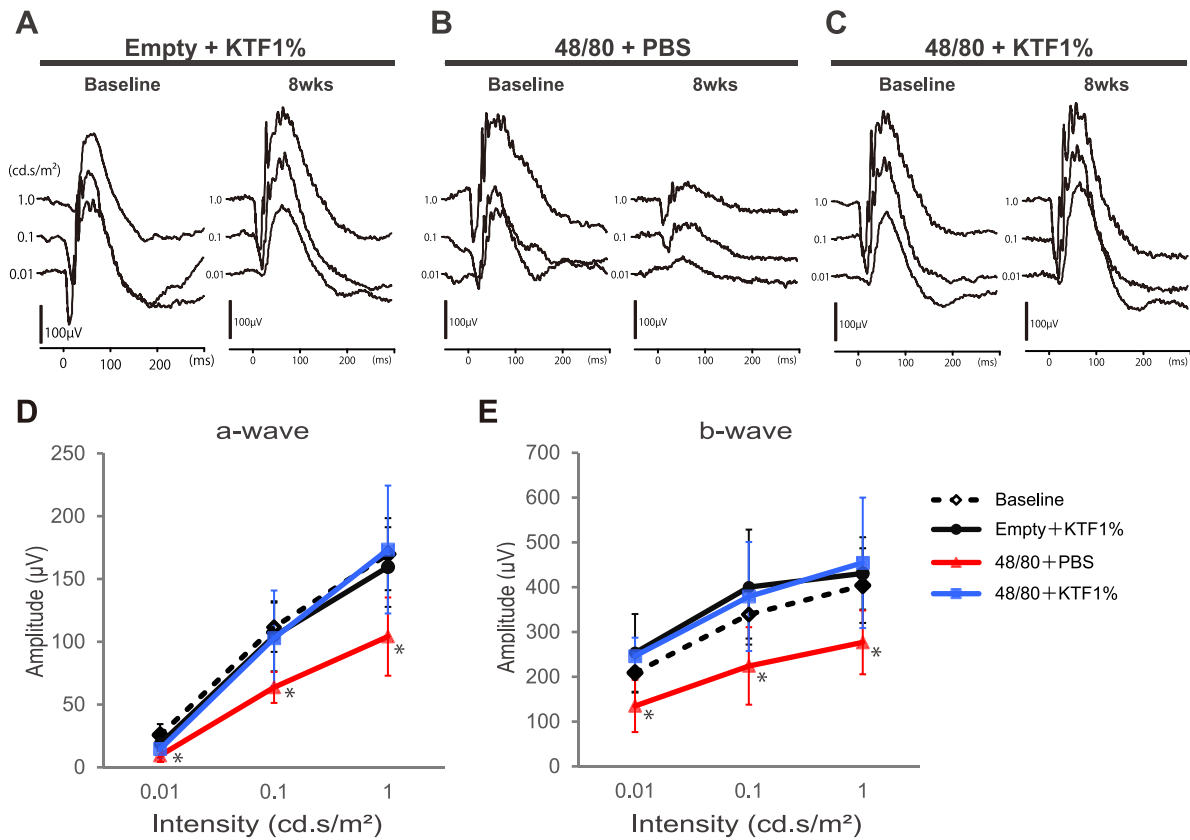 A
Empty + KTF1%
Baseline
8wks
(cd.s/m²)
1.0
0.1
0.01
100µV
0
100
200
(ms)
1.0
0.1
0.01
100µV
0
100
200
(ms)
B
48/80 + PBS
Baseline
8wks
1.0
0.1
0.01
100µV
0
100
200
(ms)
1.0
0.1
0.01
100µV
0
100
200
(ms)
C
48/80 + KTF1%
Baseline
8wks
1.0
0.1
0.01
100µV
0
100
200
(ms)
1.0
0.1
0.01
100µV
0
100
200
(ms)
D
a-wave
Amplitude (µV)
250
200
150
100
50
0
*
*
*
0.01
0.1
1
Intensity (cd.s/m²)
E
b-wave
Amplitude (µV)
700
600
500
400
300
200
100
0
*
*
*
0.01
0.1
1
Intensity (cd.s/m²)
Baseline
Empty+KTF1%
48/80+PBS
48/80+KTF1%